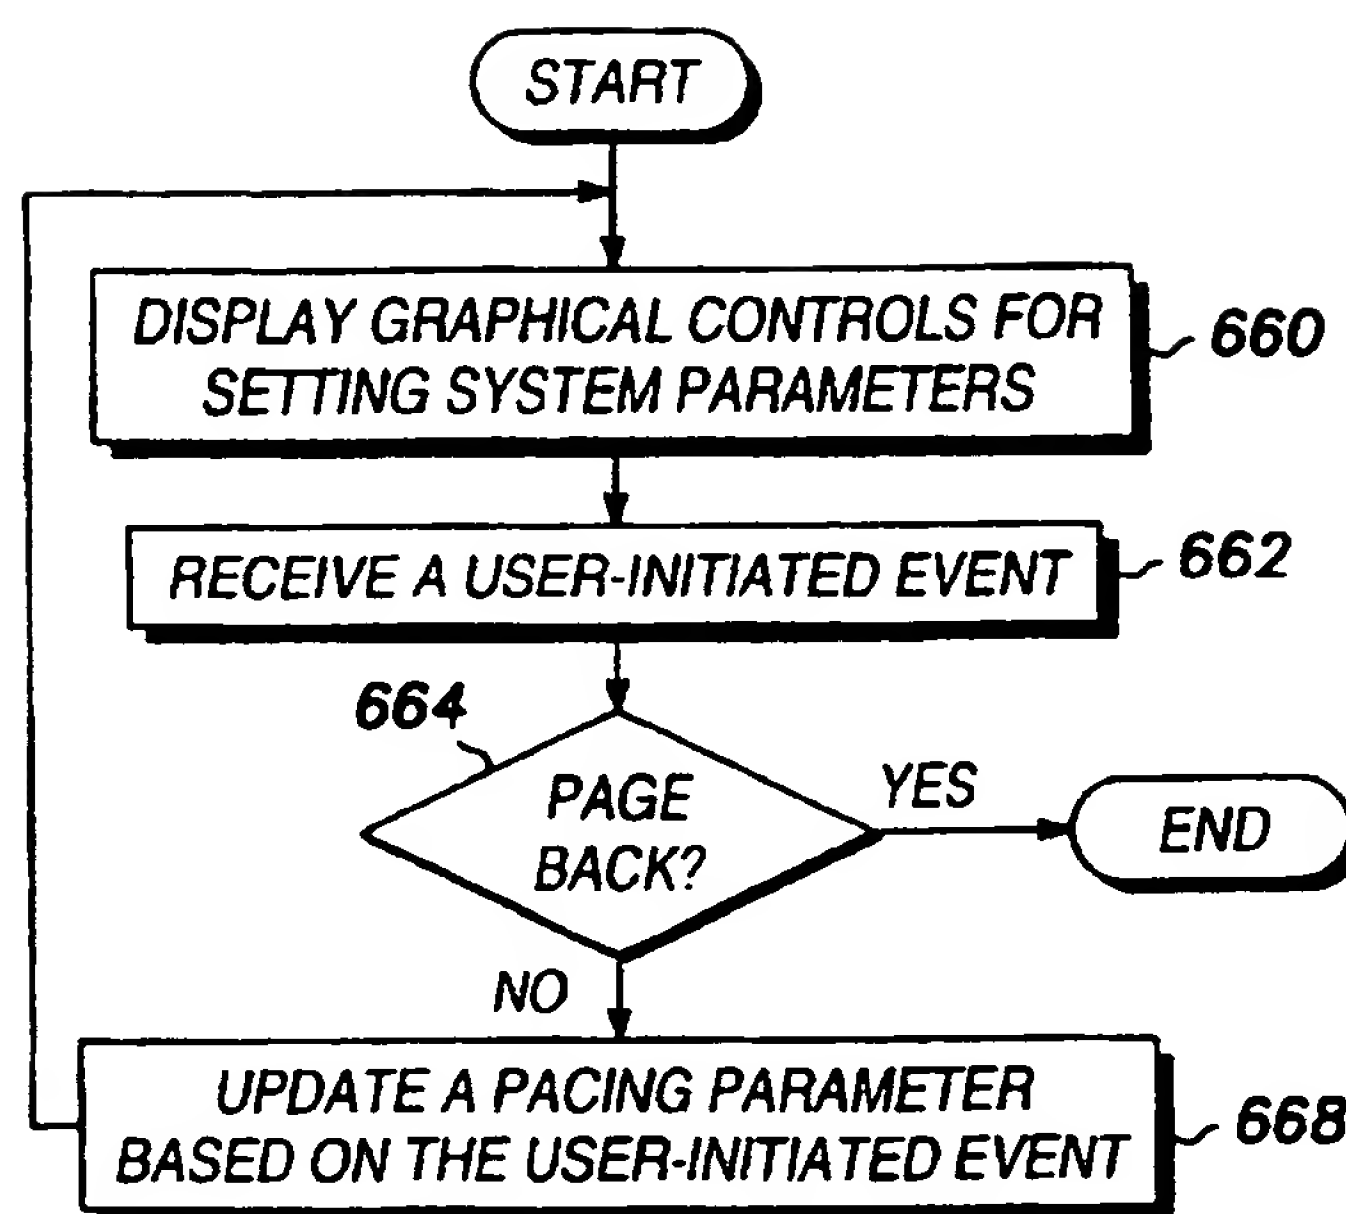 START
DISPLAY GRAPHICAL CONTROLS FOR
SETTING SYSTEM PARAMETERS
660
RECEIVE A USER-INITIATED EVENT
662
664
PAGE
BACK?
YES
END
NO
UPDATE A PACING PARAMETER
BASED ON THE USER-INITIATED EVENT
668